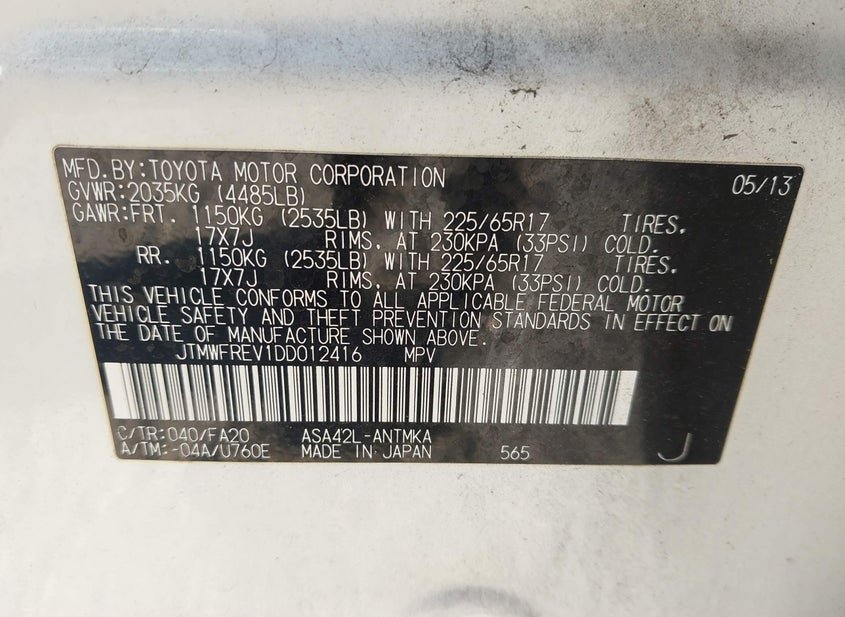 MFD.BY:TOYOTA MOTOR CORPORATION 05/13
GVWR:2035KG (4485LB)
GAWR:FRT. 1150KG (2535LB) WITH 225/65R17 TIRES.
17X7J RIMS, AT 230KPA (33PSI) COLD.
RR. 1150KG (2535LB) WITH 225/65R17 TIRES.
17X7J RIMS, AT 230KPA (33PSI) COLD.
THIS VEHICLE CONFORMS TO ALL APPLICABLE FEDERAL MOTOR
VEHICLE SAFETY AND THEFT PREVENTION STANDARDS IN EFFECT ON
THE DATE OF MANUFACTURE SHOWN ABOVE.
JTMWFREV1DD012416 MPV
C/TR:040/FA20 ASA42L-ANTMKA
A/TM:-04A/U760E MADE IN JAPAN 565 J